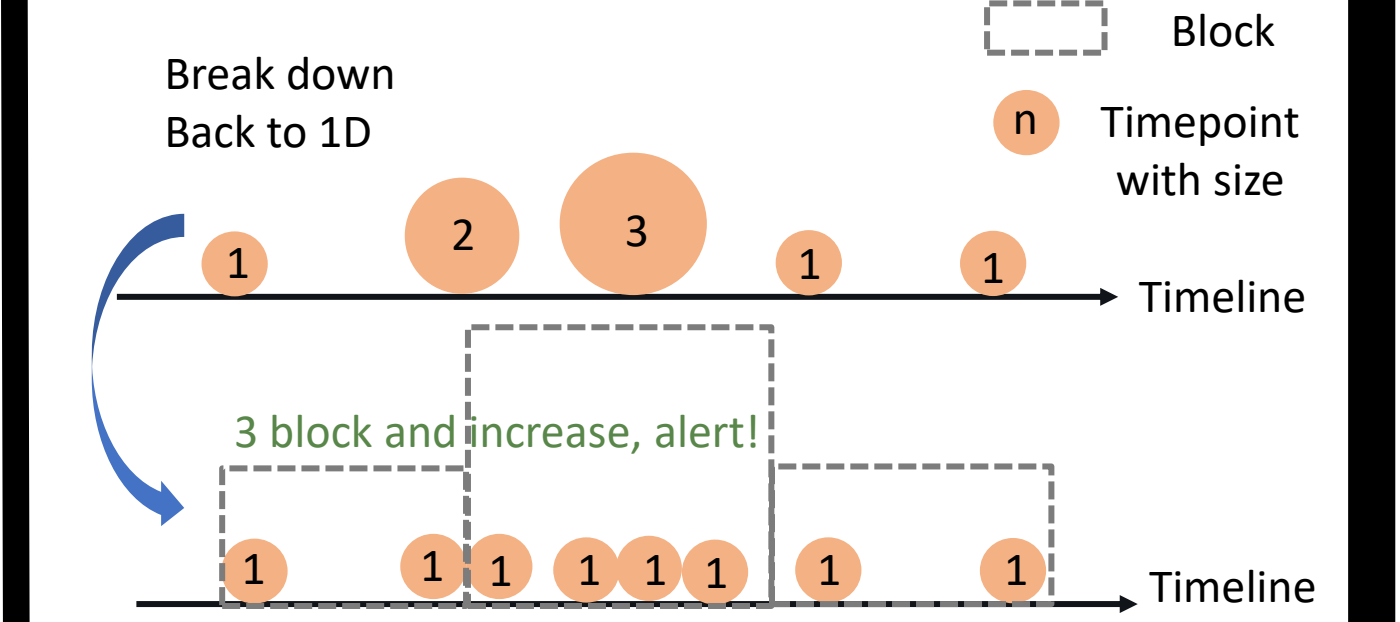 Block
Break down
Back to 1D
n
Timepoint
with size
1
2
3
1
1
Timeline
3 block and increase, alert!
1
1
1
1
1
1
1
1
Timeline